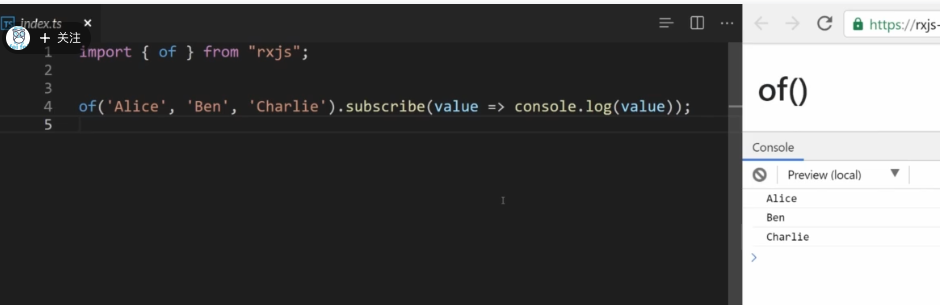 TS index.ts ×
+ 关注
1 import { of } from "rxjs";
2
3
4 of('Alice', 'Ben', 'Charlie').subscribe(value => console.log(value));
5
https://rxjs-
of()
Console
Preview (local)
Alice
Ben
Charlie